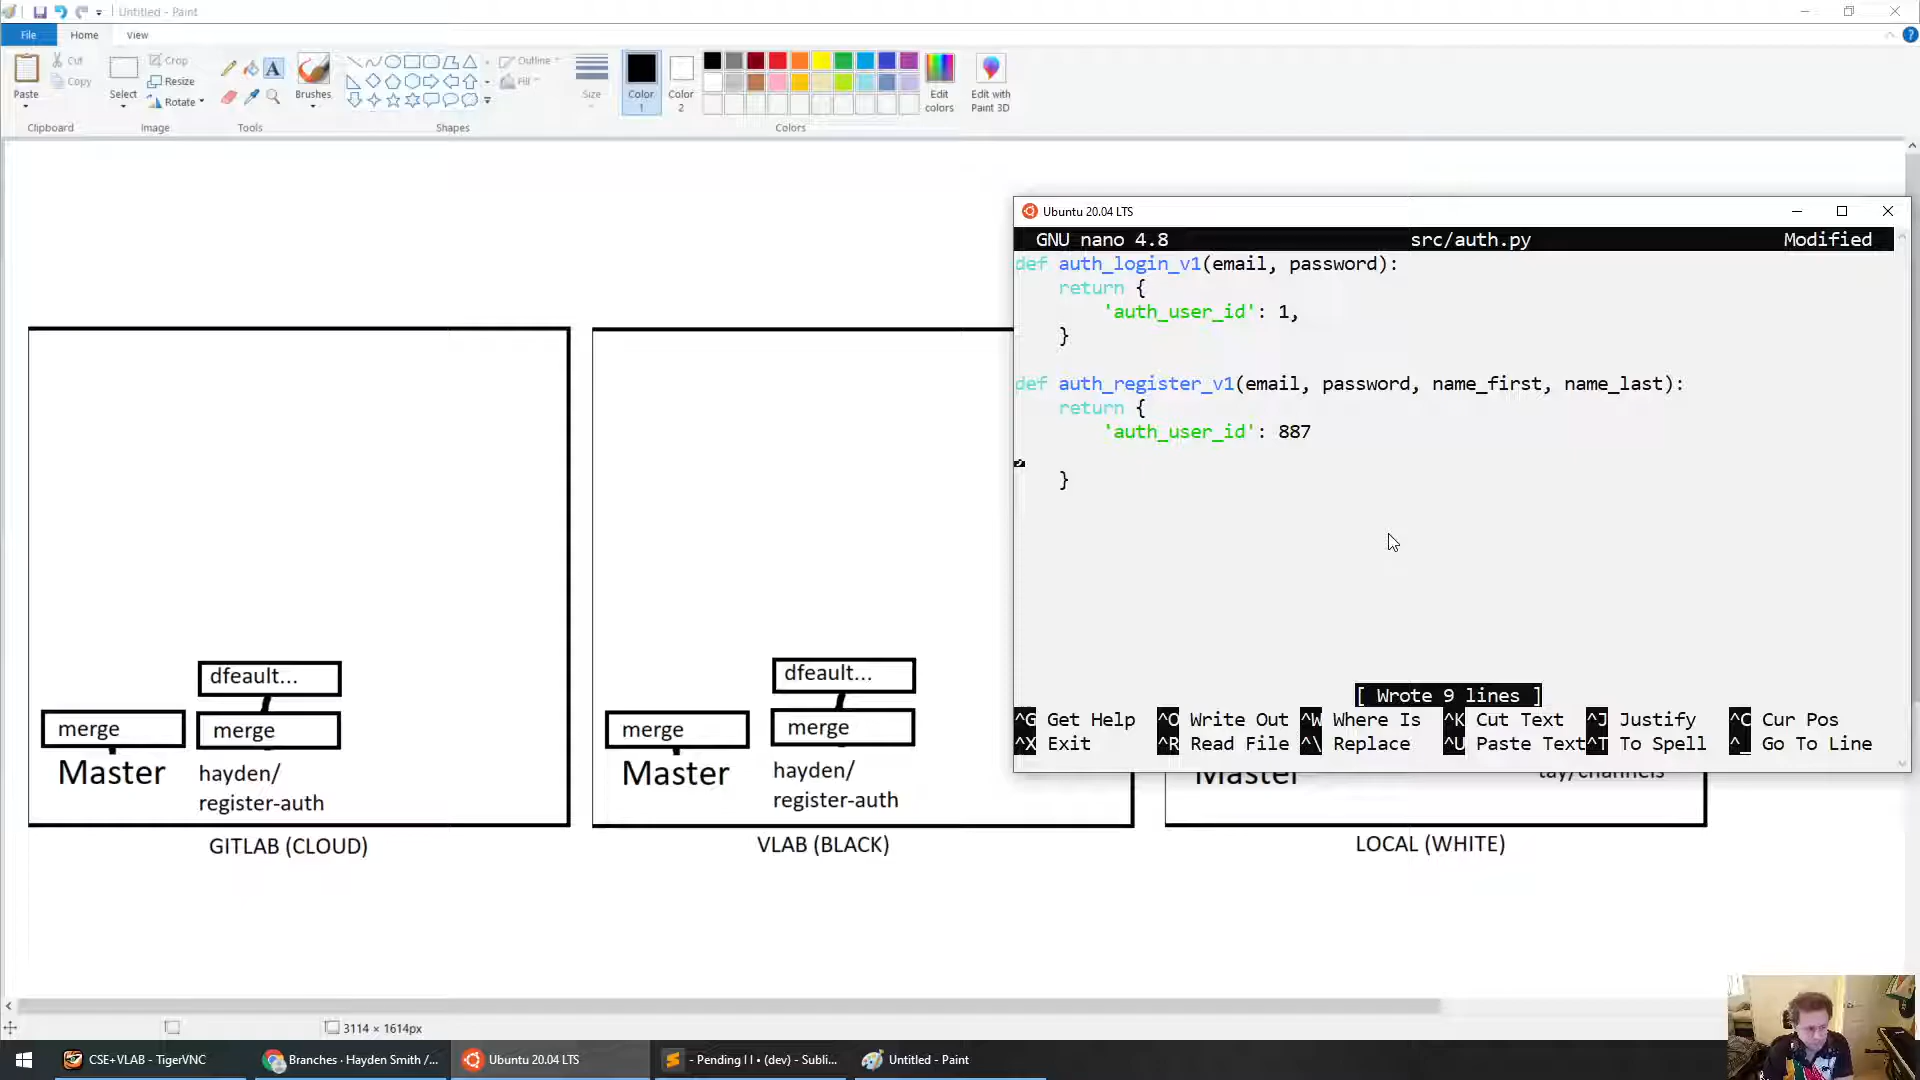 Untitled - Paint
File
Home
View
Paste
Cut
Copy
Clipboard
Select
Crop
Resize
Rotate
Image
Tools
Brushes
Shapes
Outline
Fill
Size
Color
1
Color
2
Colors
Edit
colors
Edit with
Paint 3D
Ubuntu 20.04 LTS
GNU nano 4.8 src/auth.py Modified
def auth_login_v1(email, password):
return {
'auth_user_id': 1,
}
def auth_register_v1(email, password, name_first, name_last):
return {
'auth_user_id': 887
}
[ Wrote 9 lines ]
^G Get Help ^O Write Out ^W Where Is ^K Cut Text ^J Justify ^C Cur Pos
^X Exit ^R Read File ^\ Replace ^U Paste Text ^T To Spell ^_ Go To Line
dfeault...
merge
merge
Master
hayden/
register-auth
GITLAB (CLOUD)
dfeault...
merge
merge
Master
hayden/
register-auth
VLAB (BLACK)
Master
tay/channels
LOCAL (WHITE)
3114 × 1614px
CSE+VLAB - TigerVNC
Branches · Hayden Smith /...
Ubuntu 20.04 LTS
- Pending I I • (dev) - Subli...
Untitled - Paint